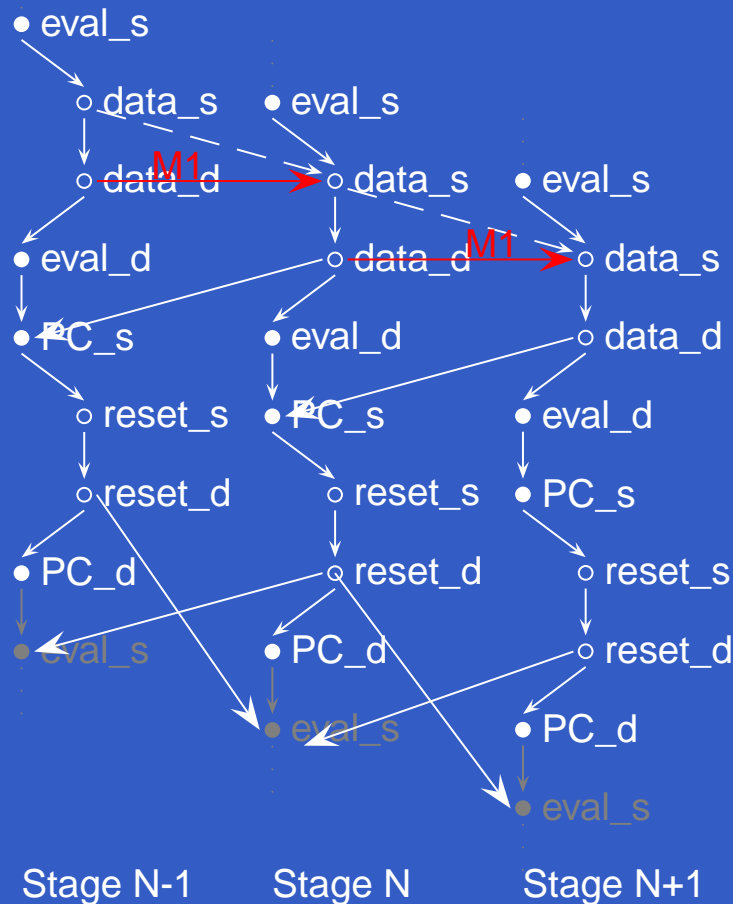 eval_s
data_s eval_s
data_d M1 data_s eval_s
eval_d data_d M1 data_s
PC_s eval_d data_d
reset_s PC_s eval_d
reset_d reset_s PC_s
PC_d reset_d reset_s
eval_s PC_d reset_d
eval_s PC_d
eval_s
Stage N-1 Stage N Stage N+1